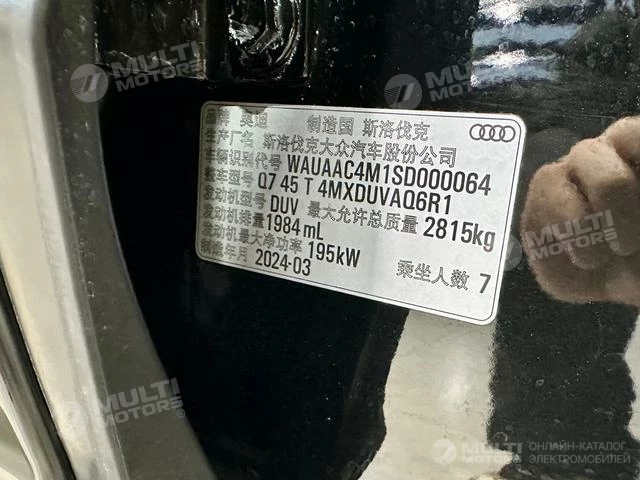 品牌 奥迪 制造国 斯洛伐克
生产厂名 斯洛伐克大众汽车股份公司
车辆识别代号 WAUAAC4M1SD000064
整车型号 Q7 45 T 4MXDUVAQ6R1
发动机型号 DUV 最大允许总质量 2815kg
发动机排量 1984 mL
发动机最大净功率 195kW
制造年月 2024-03 乘坐人数 7
MULTI MOTORS
MULTI MOTORS
MULTI MOTORS
MULTI MOTORS
MULTI MOTORS
ОНЛАЙН-КАТАЛОГ
ЭЛЕКТРОМОБИЛЕЙ